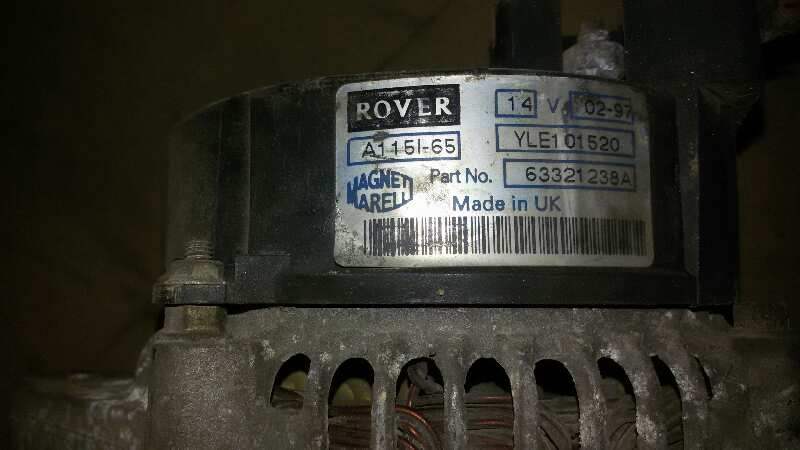 ROVER 14 V. 02-97
A115I-65 YLE101520
MAGNETI MARELLI Part No. 63321238A
Made in UK